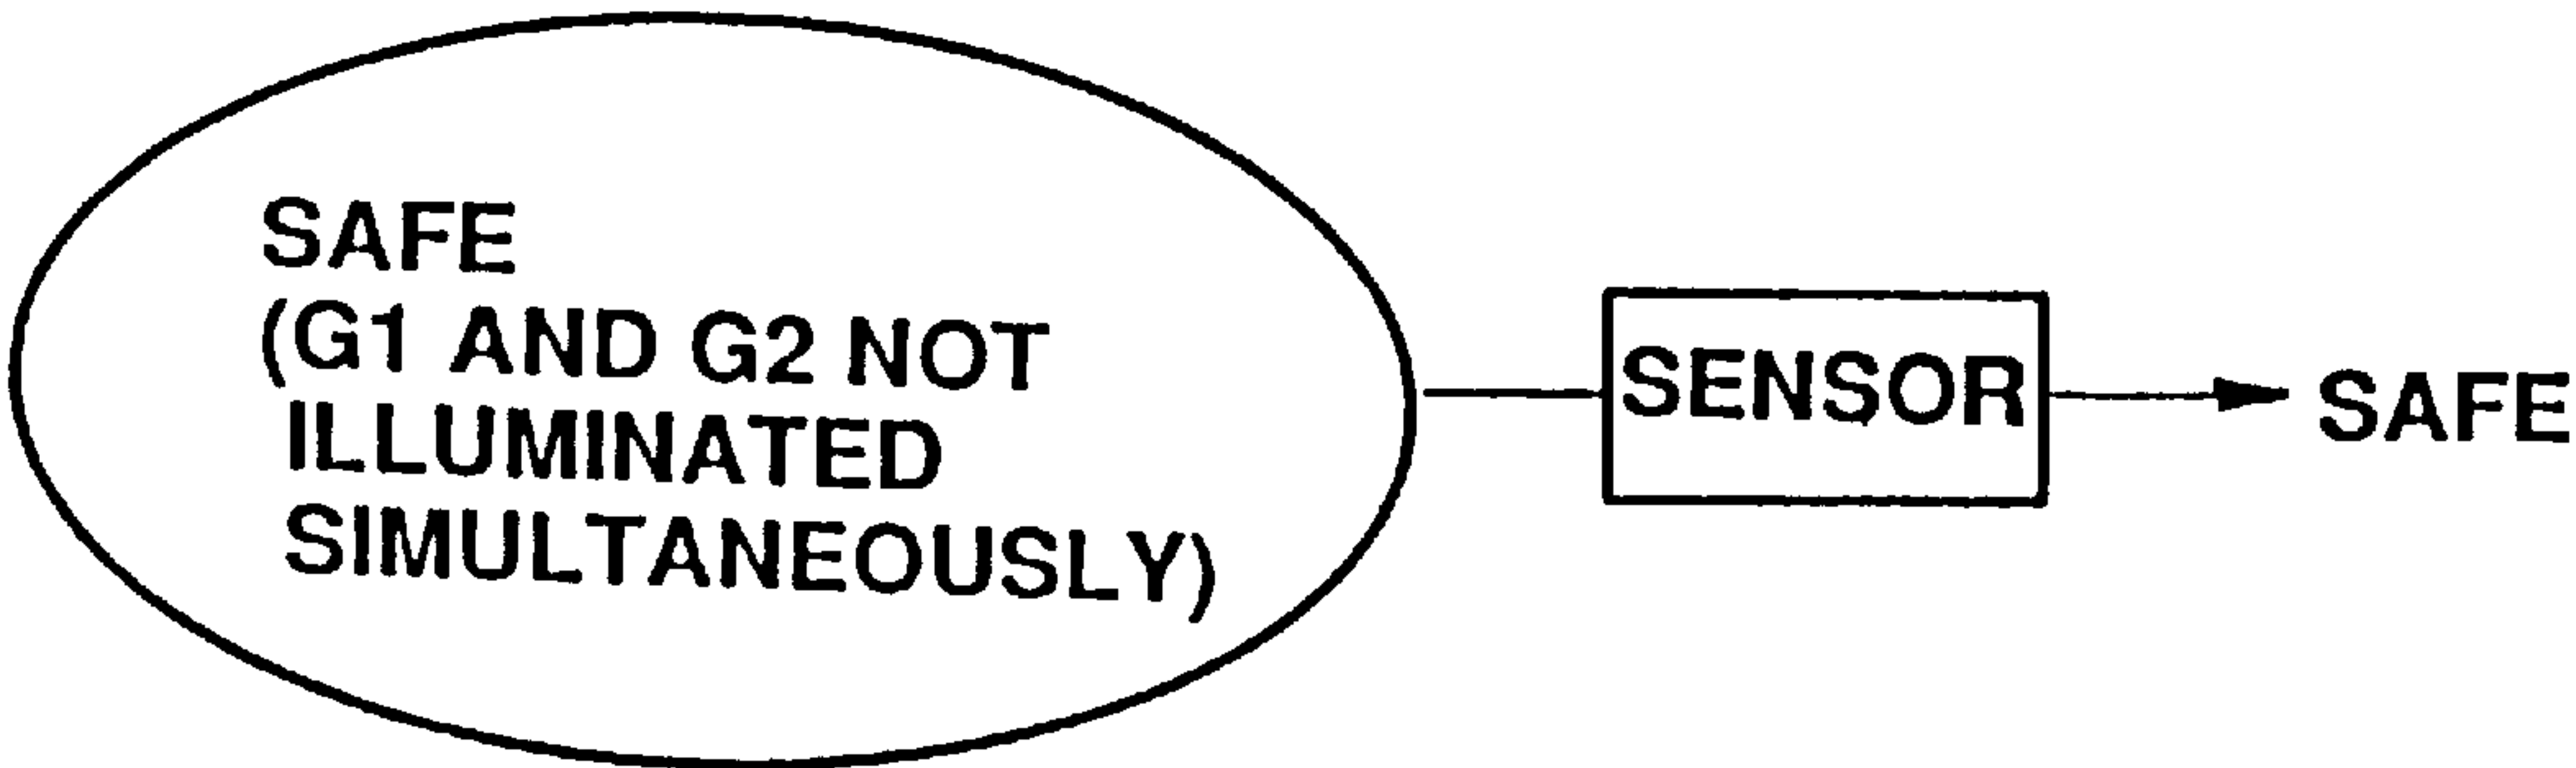 SAFE
(G1 AND G2 NOT
ILLUMINATED
SIMULTANEOUSLY)
SENSOR
SAFE